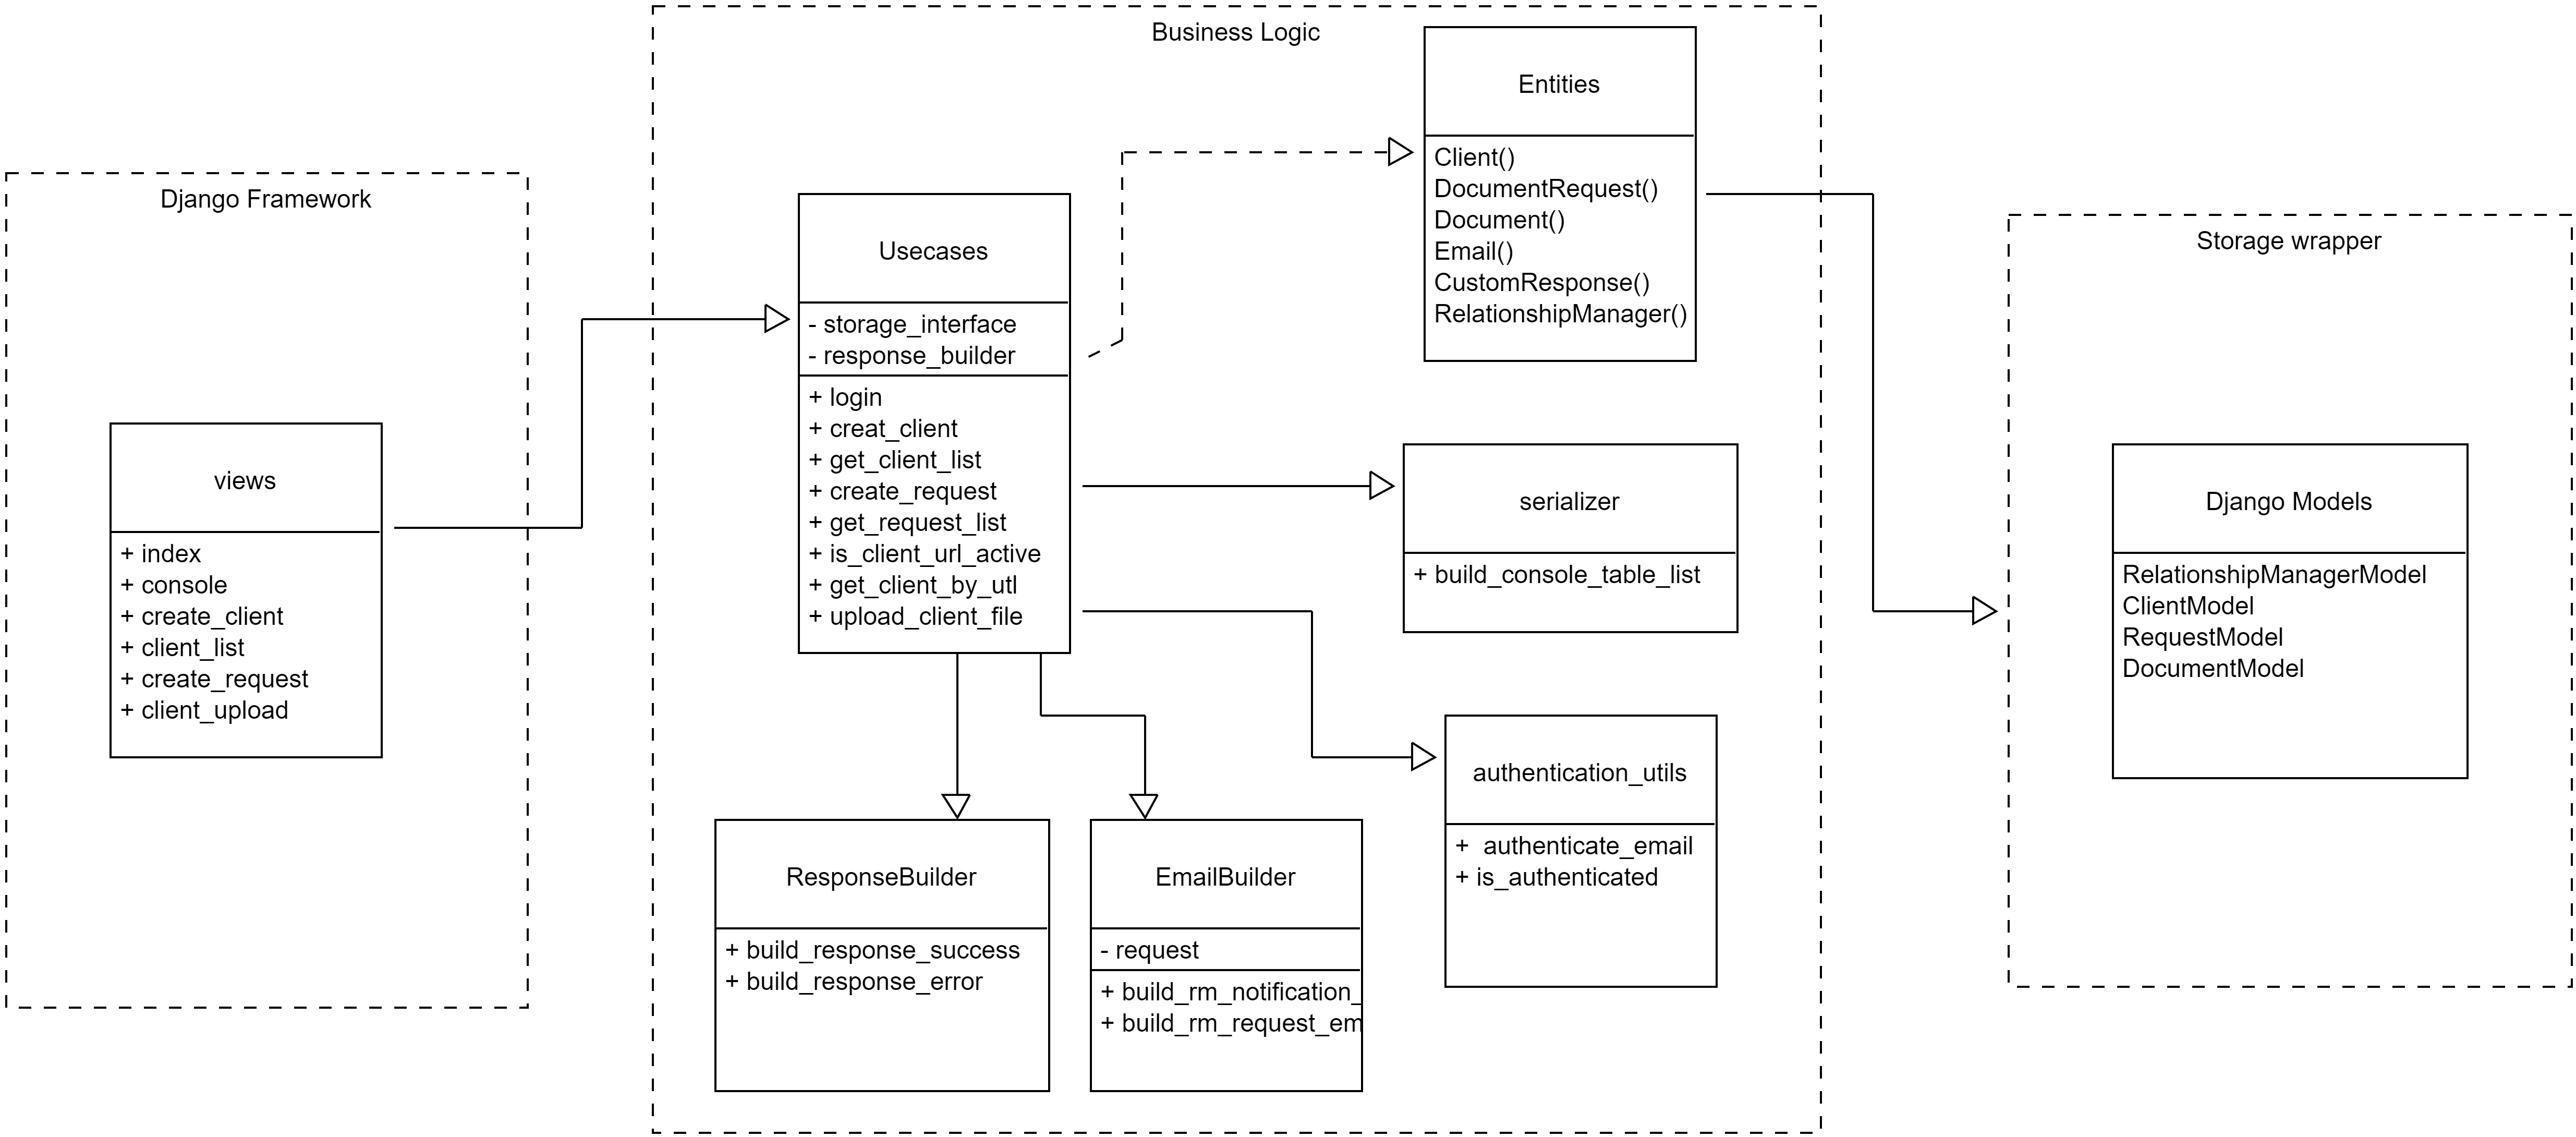 Business Logic
Entities
Client()
DocumentRequest()
Document()
Email()
CustomResponse()
RelationshipManager()
Django Framework
views
+ index
+ console
+ create_client
+ client_list
+ create_request
+ client_upload
Usecases
- storage_interface
- response_builder
+ login
+ creat_client
+ get_client_list
+ create_request
+ get_request_list
+ is_client_url_active
+ get_client_by_utl
+ upload_client_file
serializer
+ build_console_table_list
authentication_utils
+ authenticate_email
+ is_authenticated
ResponseBuilder
+ build_response_success
+ build_response_error
EmailBuilder
- request
+ build_rm_notification_
+ build_rm_request_em
Storage wrapper
Django Models
RelationshipManagerModel
ClientModel
RequestModel
DocumentModel